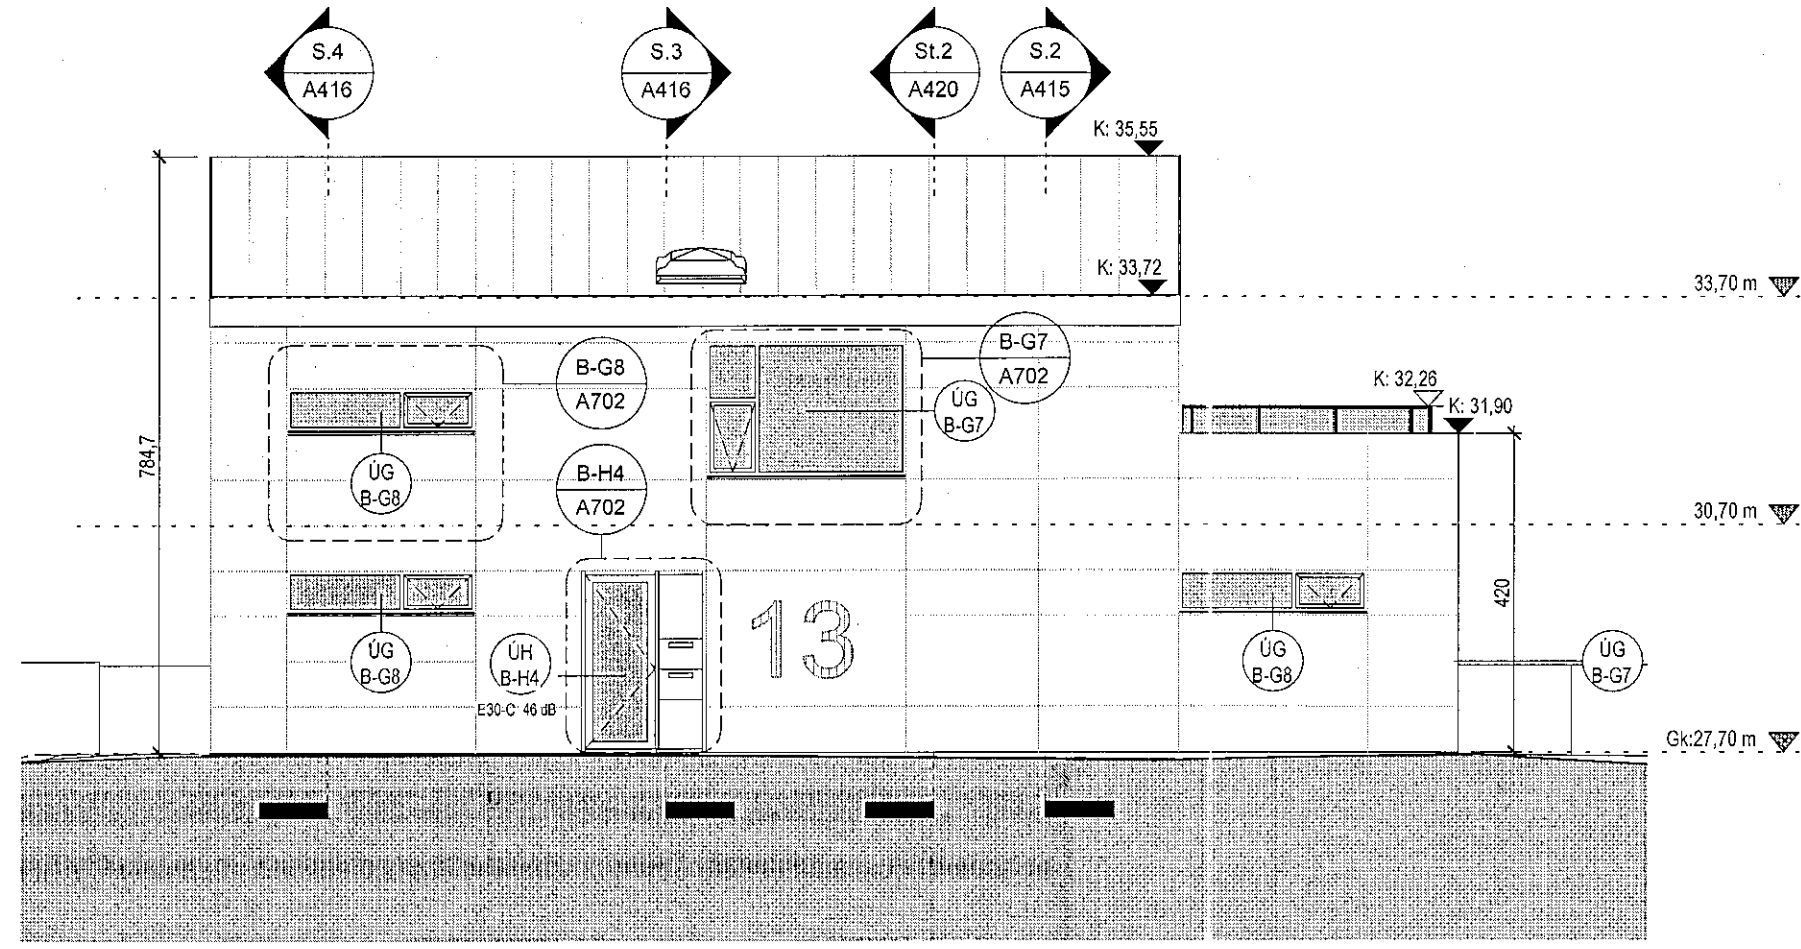 S.4
A416
S.3
A416
St.2
A420
S.2
A415
K: 35,55
K: 33,72
33,70 m
B-G8
A702
B-G7
A702
ÚG
B-G7
K: 32,26
K: 31,90
784,7
ÚG
B-G8
B-H4
A702
30,70 m
420
13
ÚG
B-G8
ÚH
B-H4
E30-C 46 dB
ÚG
B-G8
ÚG
B-G7
Gk:27,70 m